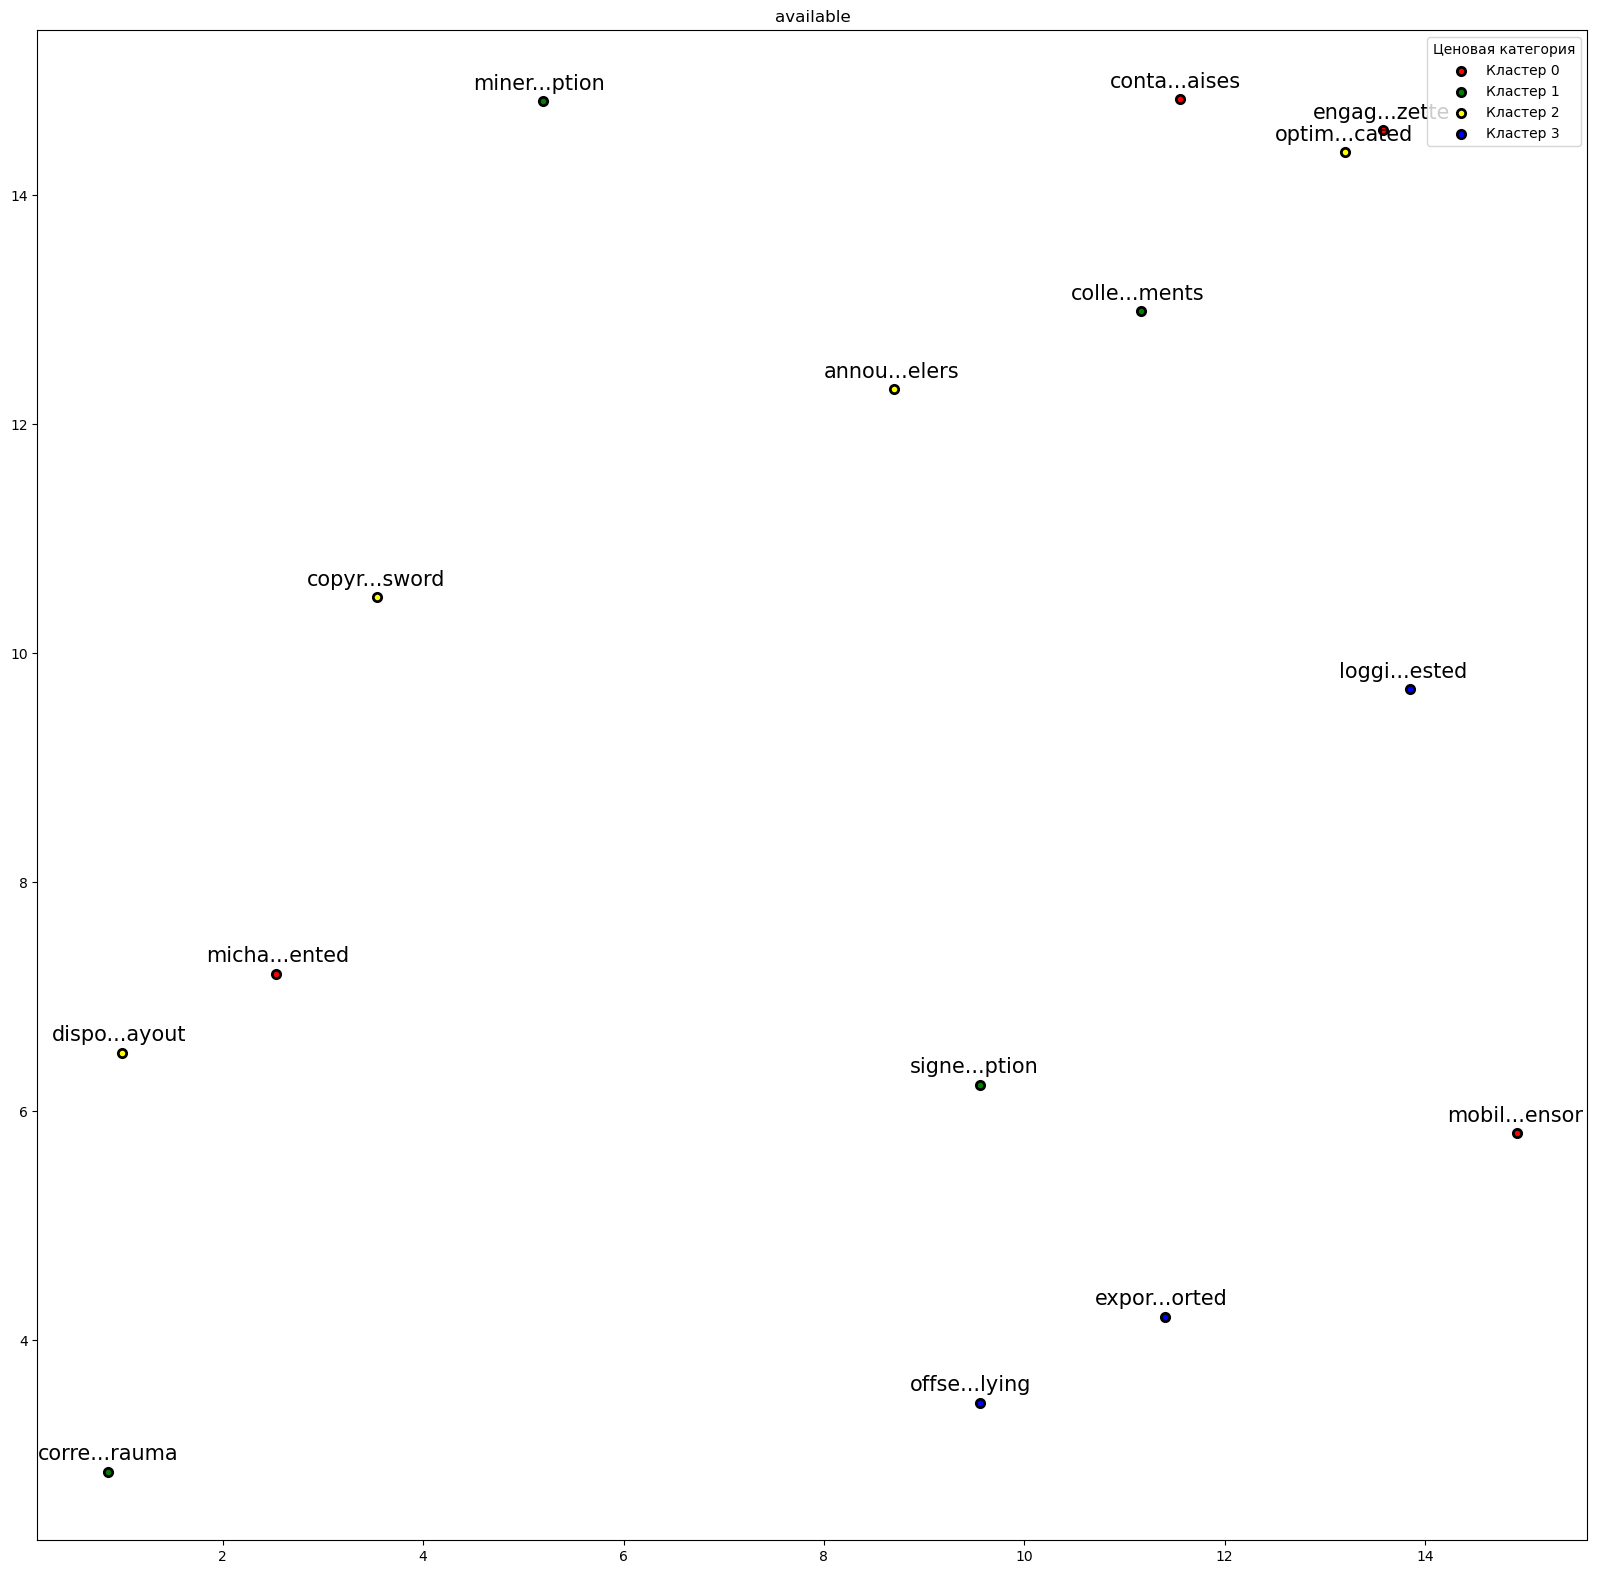 available
Ценовая категория
Кластер 0
Кластер 1
Кластер 2
Кластер 3
miner...ption
conta...aises
engag...zette
optim...cated
colle...ments
annou...elers
copyr...sword
loggi...ested
micha...ented
dispo...ayout
signe...ption
mobil...ensor
expor...orted
offse...lying
corre...rauma
14
12
10
8
6
4
2
4
6
8
10
12
14